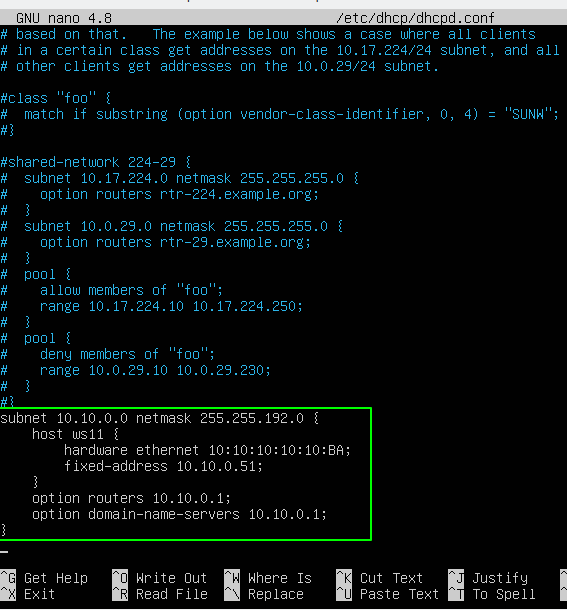 GNU nano 4.8 /etc/dhcp/dhcpd.conf
# based on that.   The example below shows a case where all clients
# in a certain class get addresses on the 10.17.224/24 subnet, and all
# other clients get addresses on the 10.0.29/24 subnet.
#class "foo" {
#  match if substring (option vendor-class-identifier, 0, 4) = "SUNW";
#}
#shared-network 224-29 {
#  subnet 10.17.224.0 netmask 255.255.255.0 {
#    option routers rtr-224.example.org;
#  }
#  subnet 10.0.29.0 netmask 255.255.255.0 {
#    option routers rtr-29.example.org;
#  }
#  pool {
#    allow members of "foo";
#    range 10.17.224.10 10.17.224.250;
#  }
#  pool {
#    deny members of "foo";
#    range 10.0.29.10 10.0.29.230;
#  }
#}
subnet 10.10.0.0 netmask 255.255.192.0 {
    host ws11 {
        hardware ethernet 10:10:10:10:10:BA;
        fixed-address 10.10.0.51;
    }
    option routers 10.10.0.1;
    option domain-name-servers 10.10.0.1;
}
^G Get Help ^O Write Out ^W Where Is ^K Cut Text ^J Justify
^X Exit ^R Read File ^\ Replace ^U Paste Text ^T To Spell